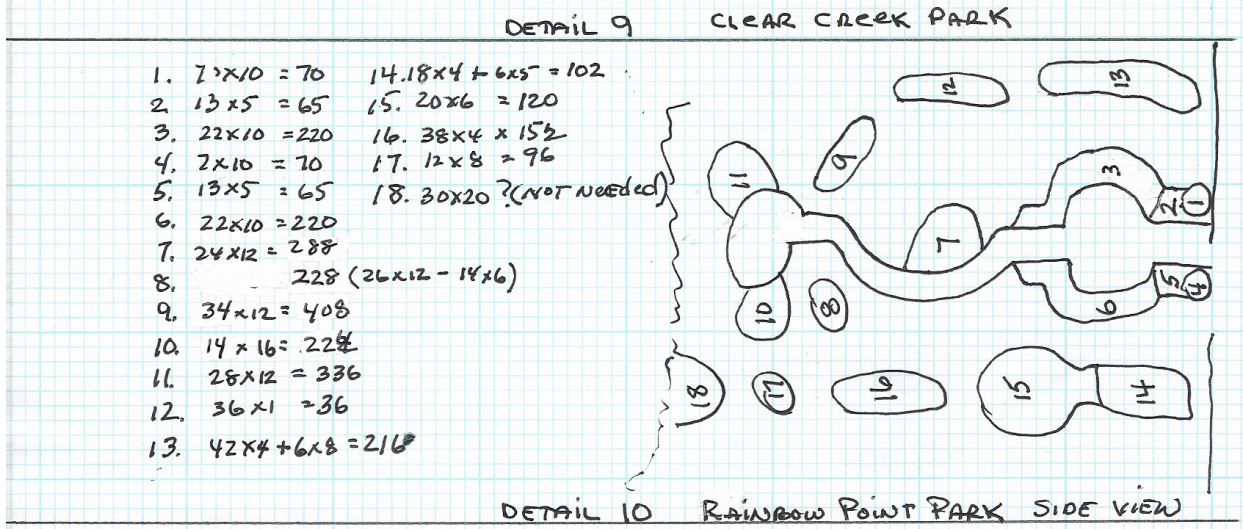 DETAIL 9 CLEAR CREEK PARK
1. 7×10 = 70 14. 18×4 + 6×5 = 102
2 13×5 = 65 15. 20×6 = 120
3. 22×10 = 220 16. 38×4 × 152
4. 7×10 = 70 17. 12×8 = 96
5. 13×5 = 65 18. 30×20 ? (NOT NEEDED)
6. 22×10 = 220
7. 24×12 = 288
8. 228 (26×12 - 14×6)
9. 34×12 = 408
10. 14 × 16 = 224
11. 28×12 = 336
12. 36×1 = 36
13. 42×4 + 6×8 = 216
12
13
9
11
3
2
1
7
10
8
6
5
4
18
17
16
15
14
DETAIL 10 RAINBOW POINT PARK SIDE VIEW